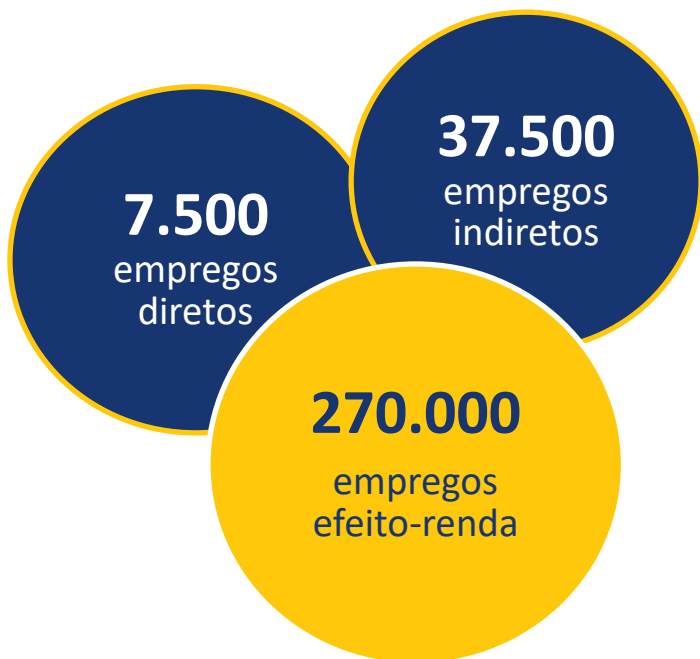 7.500
empregos
diretos
37.500
empregos
indiretos
270.000
empregos
efeito-renda